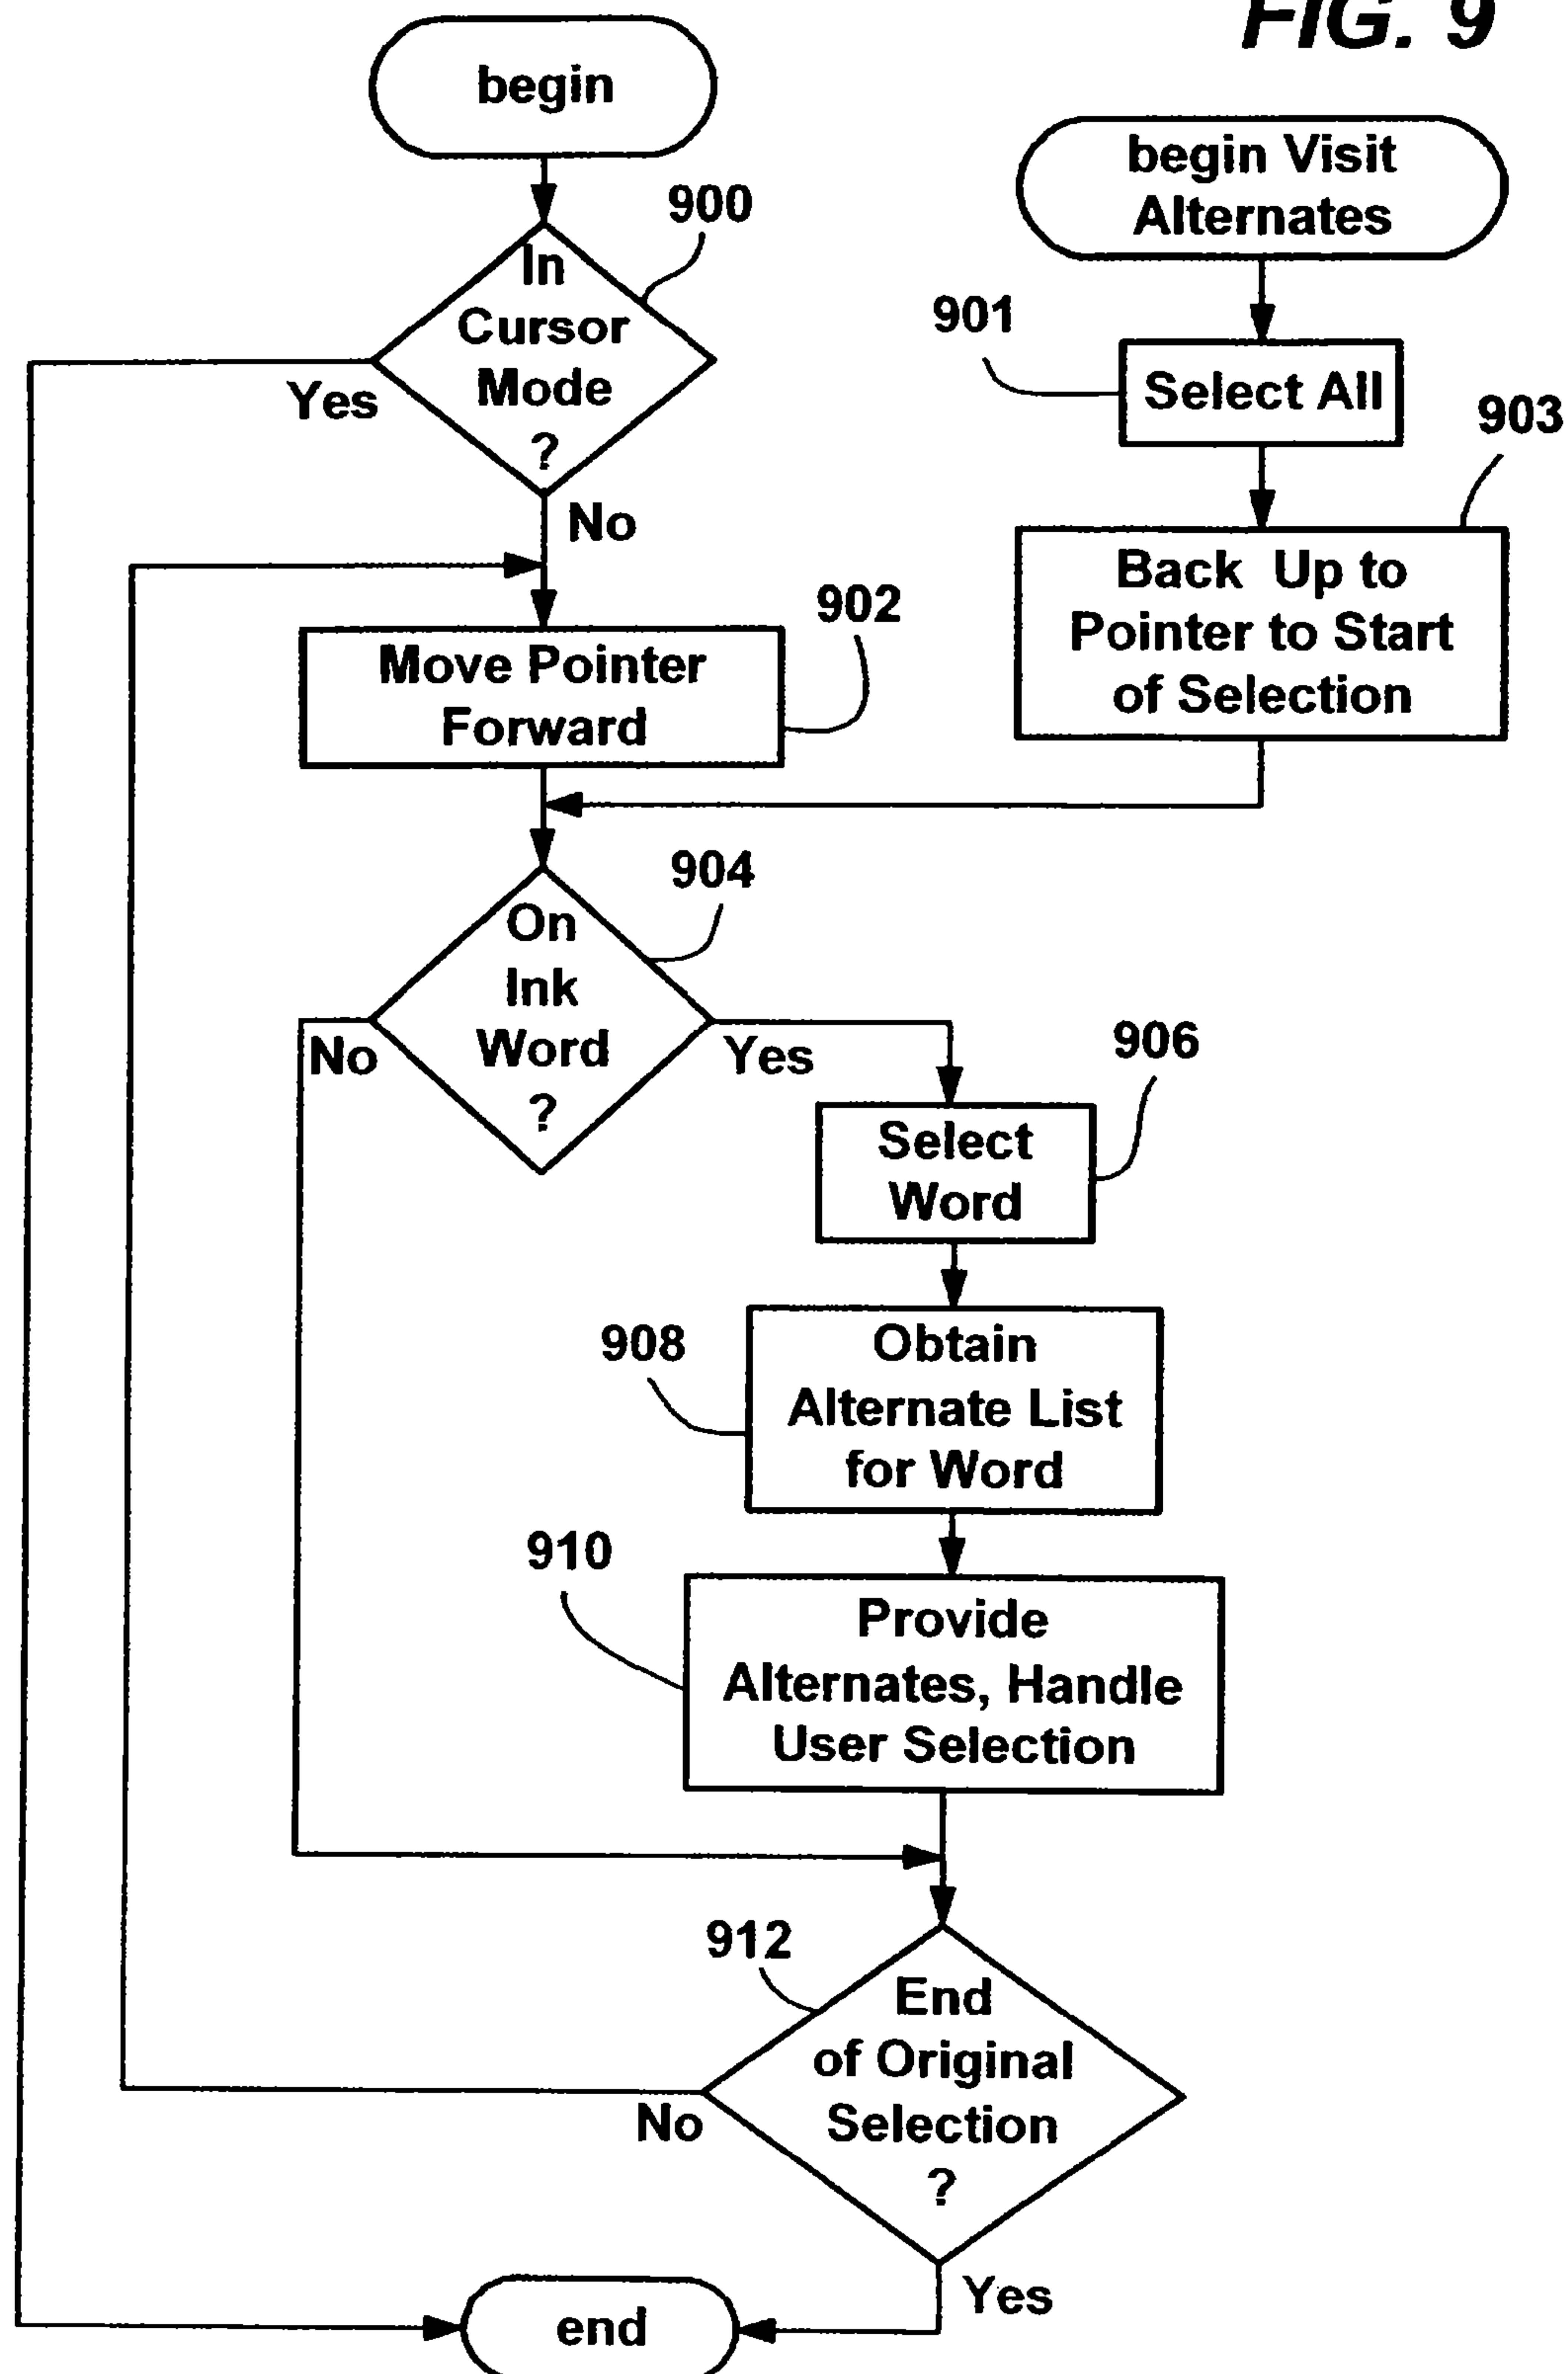 FIG. 9
begin
900
In
Cursor
Mode
?
Yes
No
begin Visit
Alternates
901
Select All
903
Back Up to
Pointer to Start
of Selection
902
Move Pointer
Forward
904
On
Ink
Word
?
No
Yes
906
Select
Word
908
Obtain
Alternate List
for Word
910
Provide
Alternates, Handle
User Selection
912
End
of Original
Selection
?
No
Yes
end